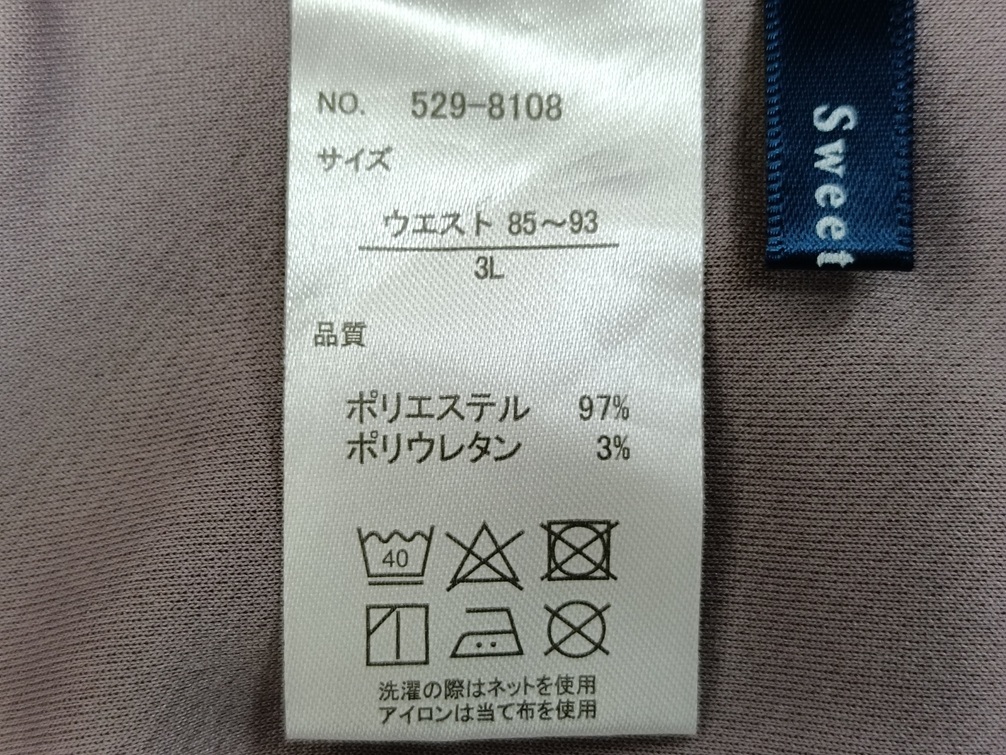 NO. 529-8108
サイズ
ウエスト 85～93
3L
品質
ポリエステル 97%
ポリウレタン 3%
40
洗濯の際はネットを使用
アイロンは当て布を使用
Sweet